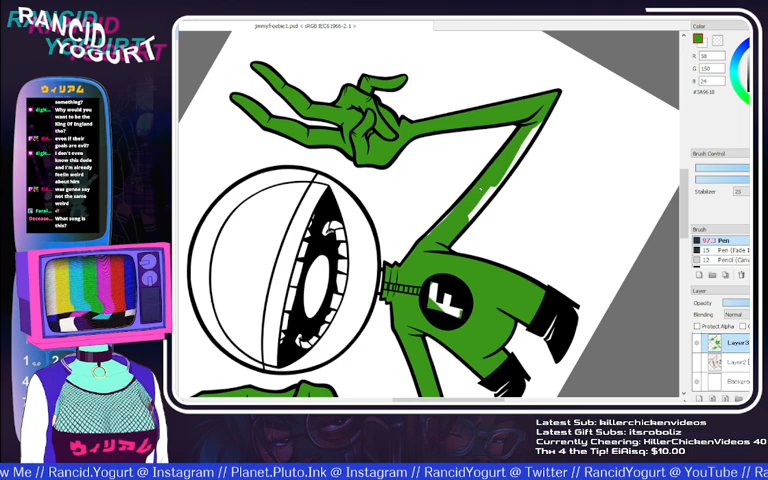 RANCID
YOGURT
jimmyfreebie1.psd < sRGB IEC61966-2.1 >
ウィリアム
something?
Why would you
want to be the
King Of England
tho?
even if their
goals are evil?
I don't even
know this dude
and i'm already
feelin weird
about him
was gonna say
not the same
weird
What song is
this?
ウィリアム
F
Color
R 58
G 150
B 24
#3A9618
Brush Control
Stabilizer
Brush
97.3 Pen
15 Pen (Fade
12 Pencil (Canv
Layer
Opacity
Blending Normal
Protect Alpha
Layer3
Layer2
Backgro
Latest Sub: killerchickenvideos
Latest Gift Subs: itsroboliz
Currently Cheering: KillerChickenVideos 40
Thx 4 the Tip! EiAisq: $10.00
w Me // Rancid.Yogurt @ Instagram // Planet.Pluto.Ink @ Instagram // RancidYogurt @ Twitter // RancidYogurt @ YouTube // Ra